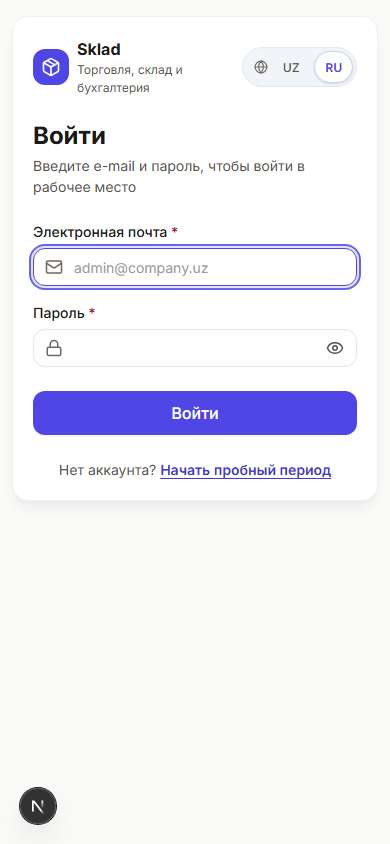 Sklad
Торговля, склад и
бухгалтерия
UZ
RU
Войти
Введите e-mail и пароль, чтобы войти в
рабочее место
Электронная почта *
admin@company.uz
Пароль *
Войти
Нет аккаунта? Начать пробный период
N